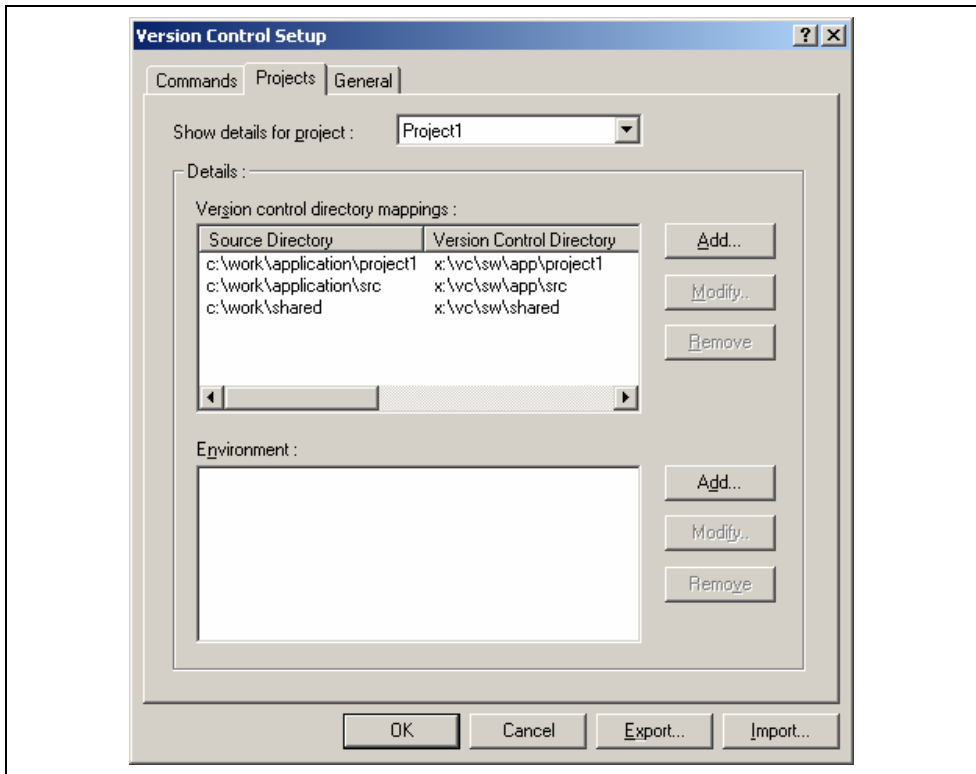 Version Control Setup
Commands Projects General
Show details for project : Project1
Details :
Version control directory mappings :
Source Directory Version Control Directory
c:\work\application\project1 x:\vc\sw\app\project1
c:\work\application\src x:\vc\sw\app\src
c:\work\shared x:\vc\sw\shared
Add...
Modify..
Remove
Environment :
Add...
Modify..
Remove
OK Cancel Export... Import...